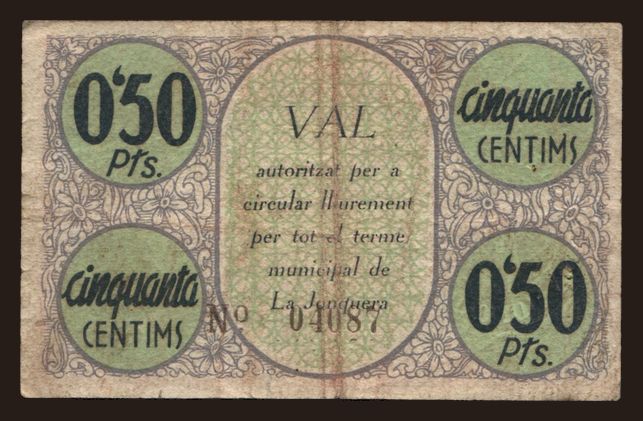 0'50
Pts.
cinquanta
CENTIMS
VAL
autoritzat per a
circular lliurement
per tot el terme
municipal de
La Jonquera
Nº 04087
cinquanta
CENTIMS
0'50
Pts.